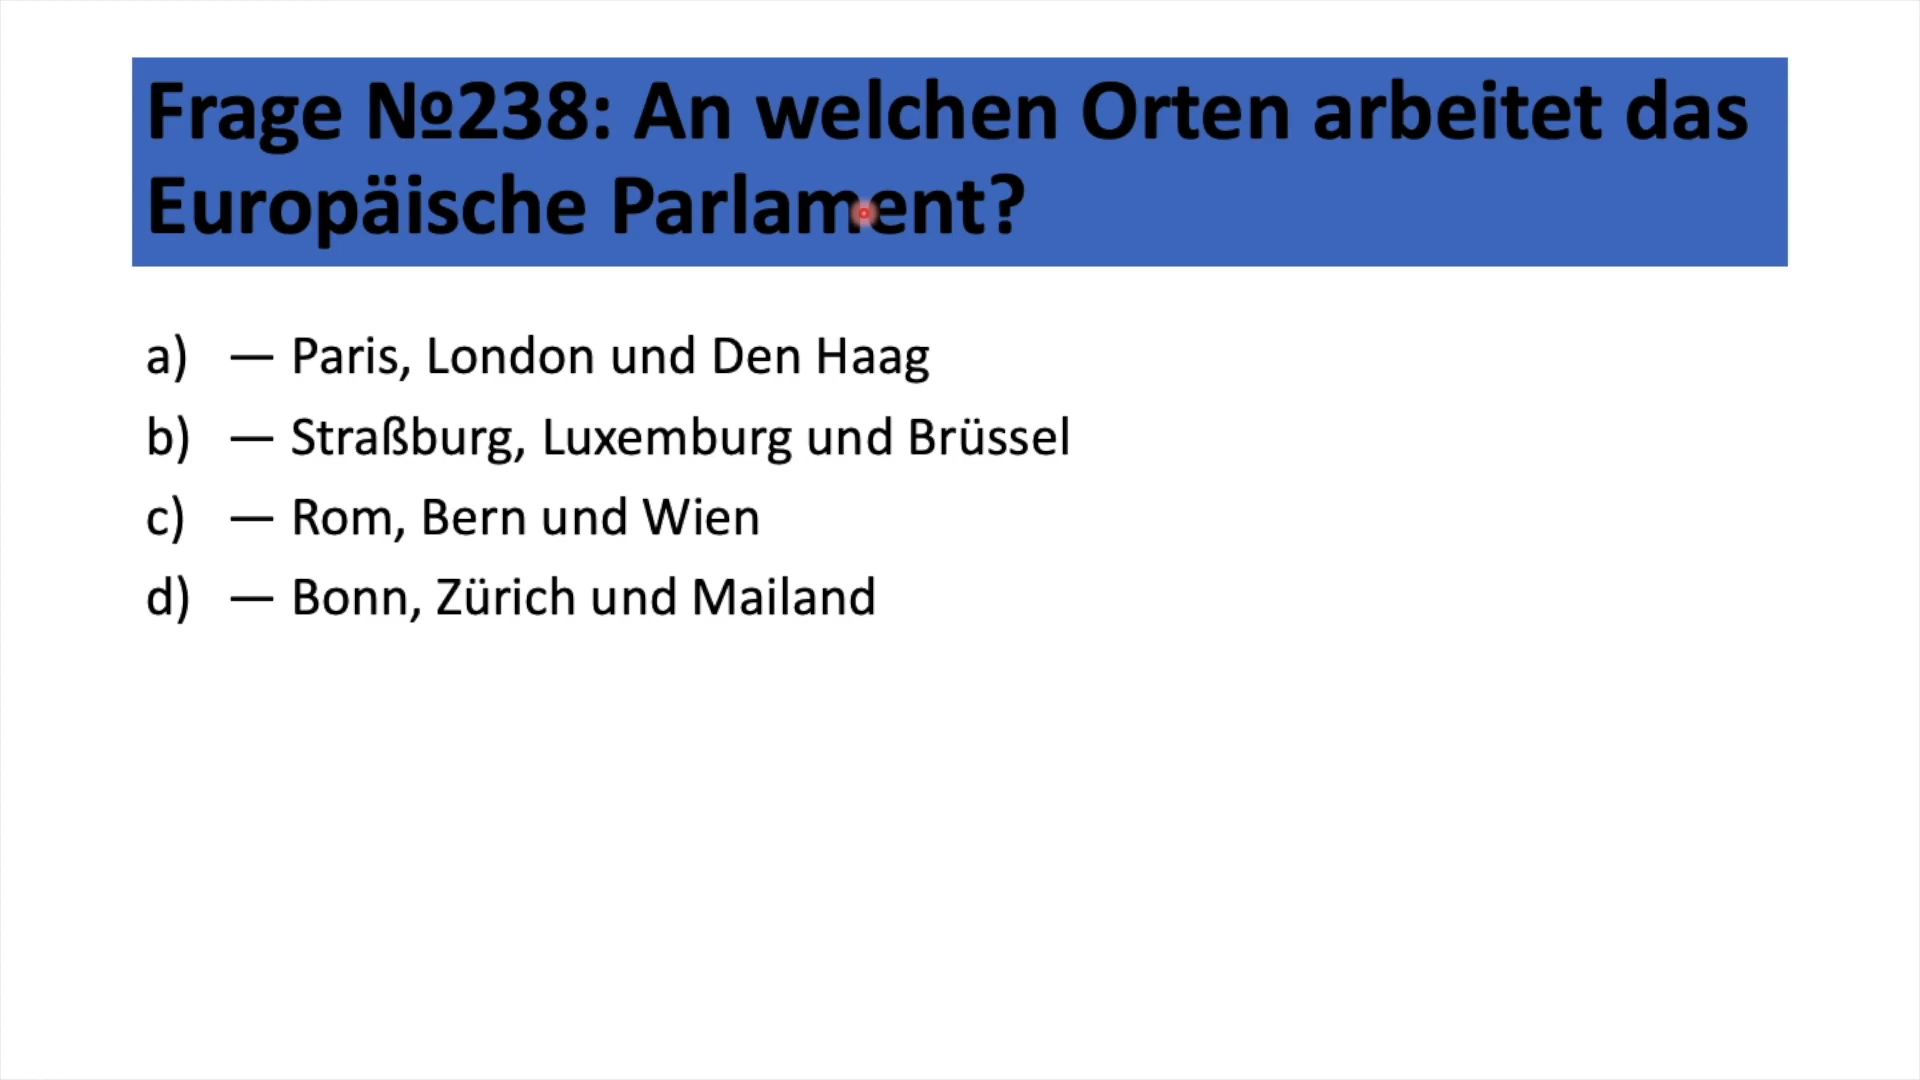 Frage №238: An welchen Orten arbeitet das
Europäische Parlament?
a) — Paris, London und Den Haag
b) — Straßburg, Luxemburg und Brüssel
c) — Rom, Bern und Wien
d) — Bonn, Zürich und Mailand